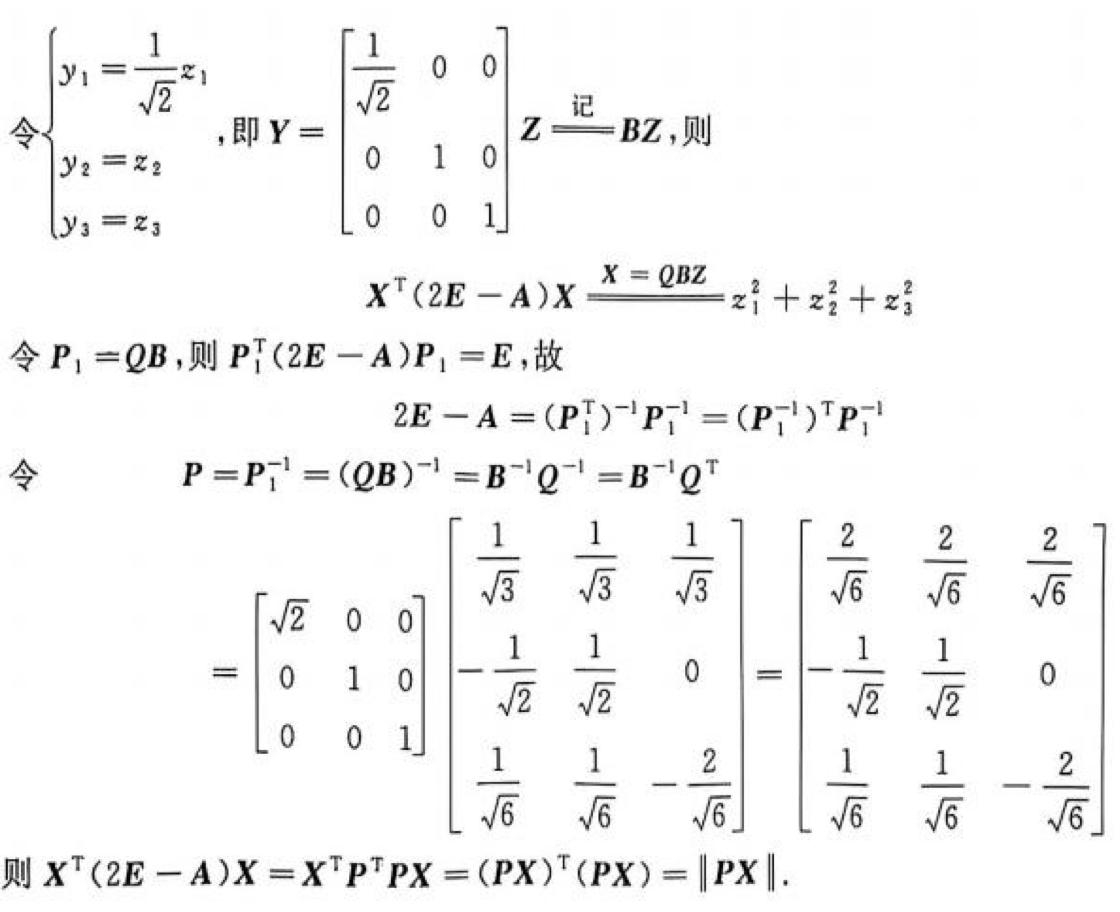 令{y₁ = 1/√2 z₁, y₂ = z₂, y₃ = z₃ ,即 Y = [1/√2 0 0; 0 1 0; 0 0 1] Z ══记══ BZ,则
Xᵀ(2E − A)X ══X = QBZ══ z₁² + z₂² + z₃²
令 P₁ = QB,则 P₁ᵀ(2E − A)P₁ = E,故
2E − A = (P₁ᵀ)⁻¹P₁⁻¹ = (P₁⁻¹)ᵀP₁⁻¹
令 P = P₁⁻¹ = (QB)⁻¹ = B⁻¹Q⁻¹ = B⁻¹Qᵀ
= [√2 0 0; 0 1 0; 0 0 1] [1/√3 1/√3 1/√3; −1/√2 1/√2 0; 1/√6 1/√6 −2/√6] = [2/√6 2/√6 2/√6; −1/√2 1/√2 0; 1/√6 1/√6 −2/√6]
则 Xᵀ(2E − A)X = XᵀPᵀPX = (PX)ᵀ(PX) = ‖PX‖.